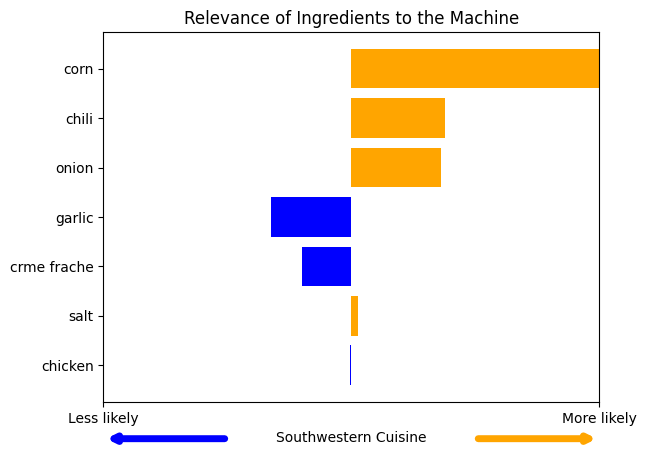 Relevance of Ingredients to the Machine
corn
chili
onion
garlic
crme frache
salt
chicken
Less likely
More likely
Southwestern Cuisine